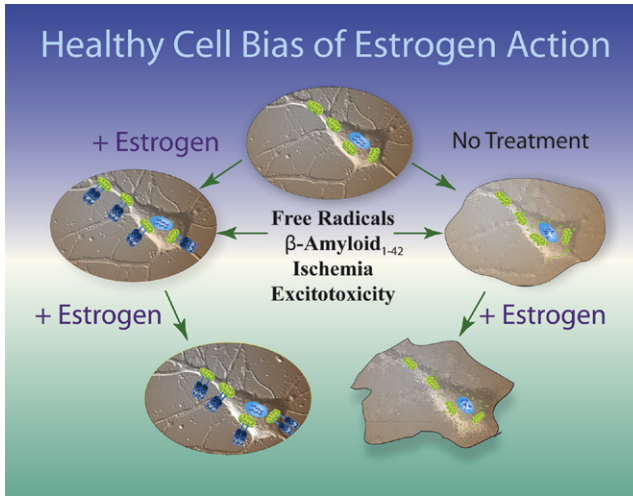 Healthy Cell Bias of Estrogen Action
+ Estrogen
No Treatment
Free Radicals
β-Amyloid1-42
Ischemia
Excitotoxicity
+ Estrogen
+ Estrogen